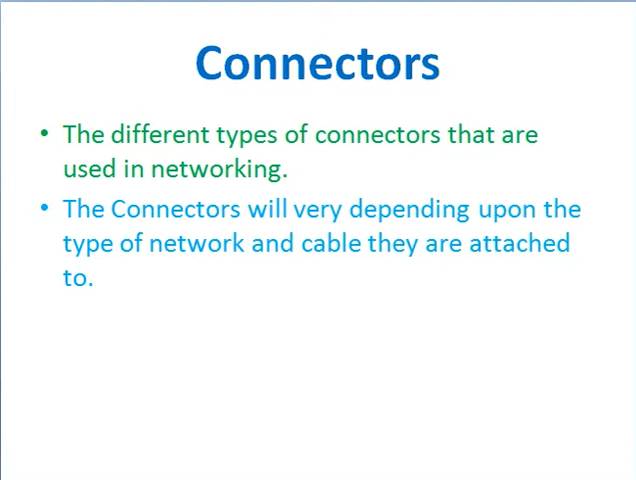 Connectors
• The different types of connectors that are
used in networking.
• The Connectors will very depending upon the
type of network and cable they are attached
to.